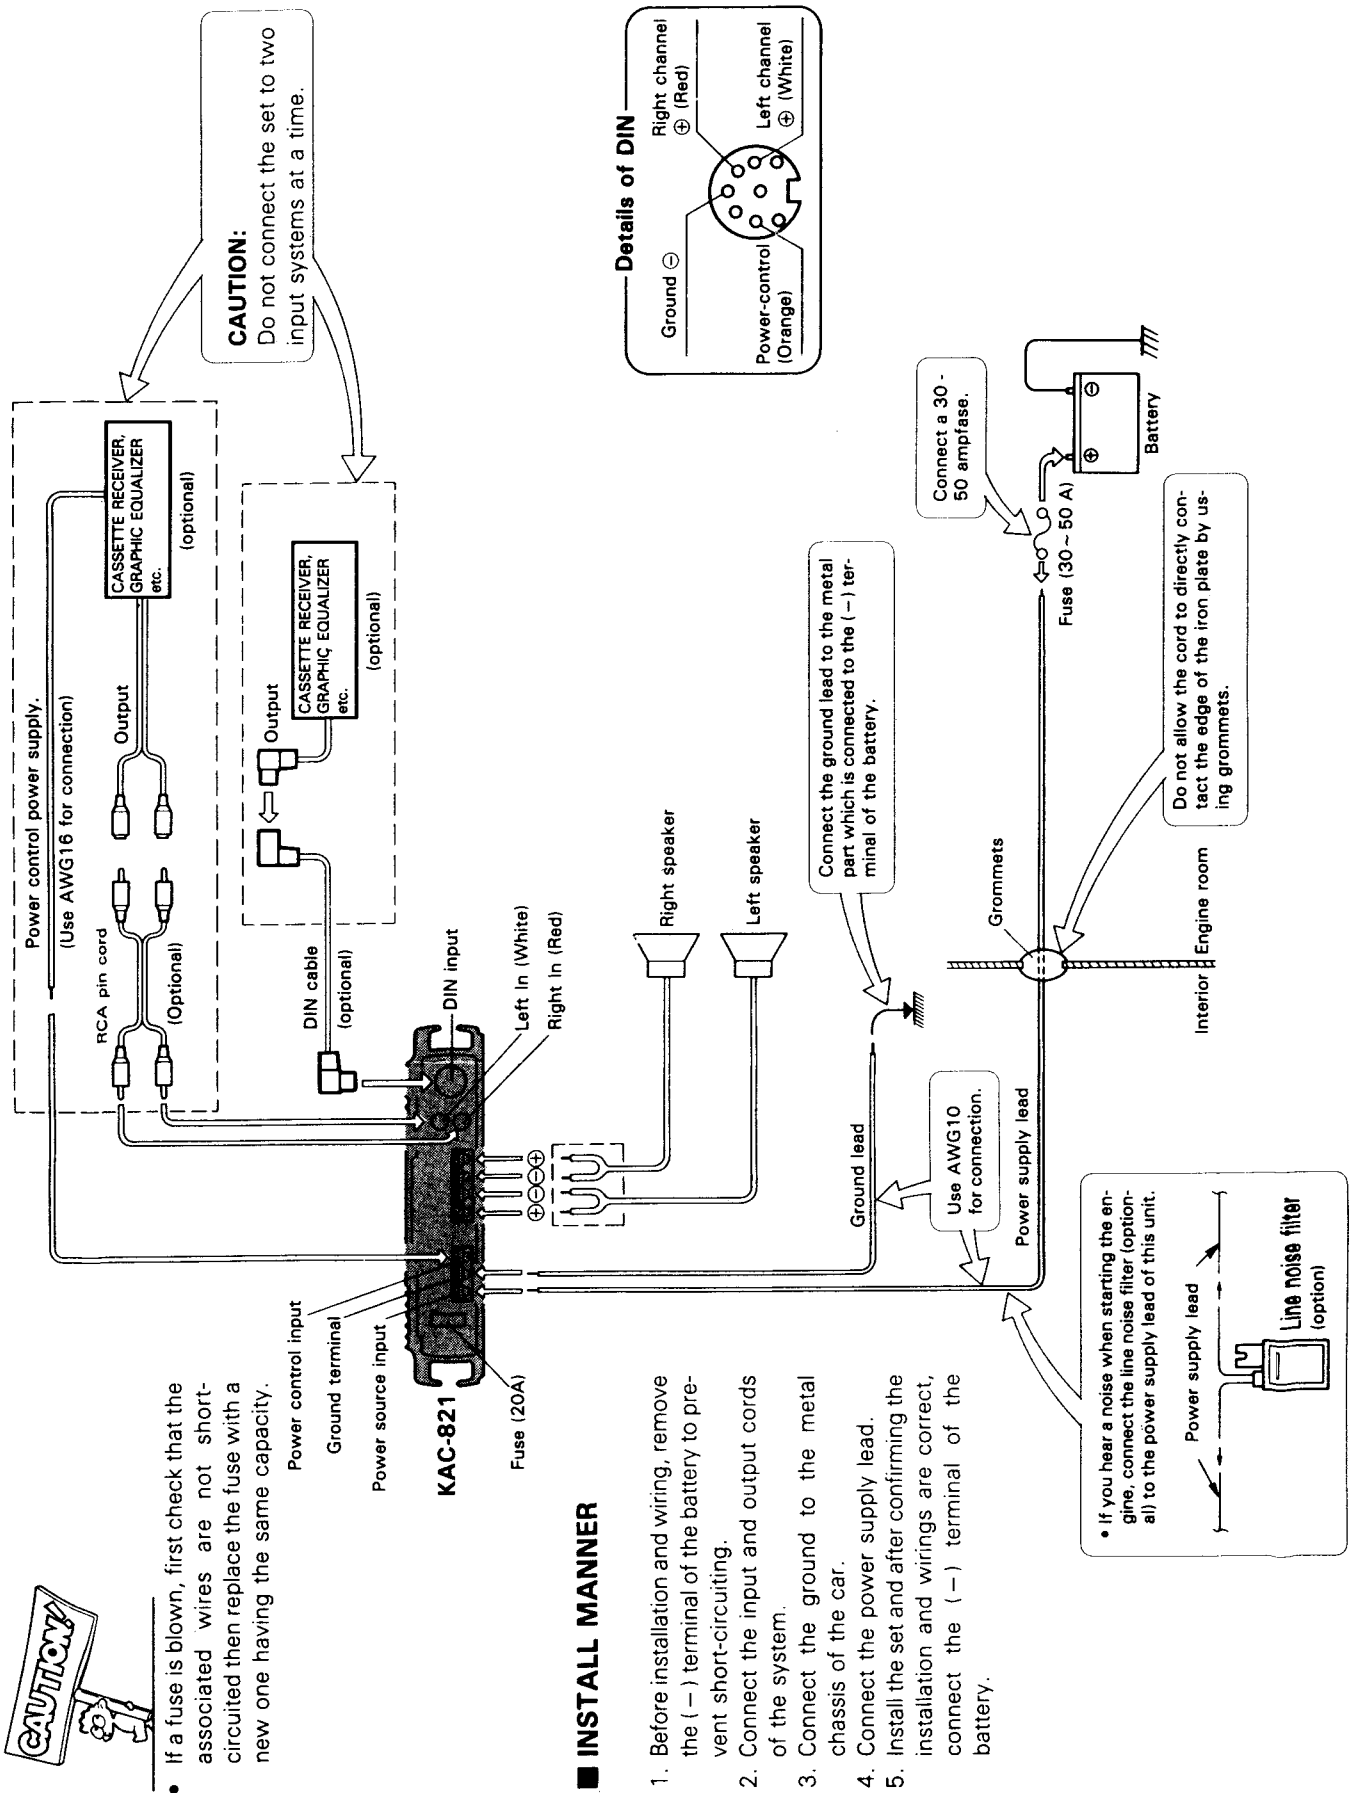 CAUTION!
• If a fuse is blown, first check that the
associated wires are not short-
circuited then replace the fuse with a
new one having the same capacity.
■ INSTALL MANNER
1. Before installation and wiring, remove
the (−) terminal of the battery to pre-
vent short-circuiting.
2. Connect the input and output cords
of the system.
3. Connect the ground to the metal
chassis of the car.
4. Connect the power supply lead.
5. Install the set and after confirming the
installation and wirings are correct,
connect the (−) terminal of the
battery.
Power control input
Ground terminal
Power source input
KAC-821
Fuse (20A)
Power control power supply.
(Use AWG16 for connection)
RCA pin cord
(Optional)
Output
CASSETTE RECEIVER,
GRAPHIC EQUALIZER
etc.
(optional)
DIN cable
(optional)
Output
CASSETTE RECEIVER,
GRAPHIC EQUALIZER
etc.
(optional)
CAUTION:
Do not connect the set to two
input systems at a time.
DIN input
Left In (White)
Right In (Red)
⊕ ⊖ ⊖ ⊕
Right speaker
Left speaker
Details of DIN
Ground ⊖
Right channel
⊕ (Red)
Power-control
(Orange)
Left channel
⊕ (White)
Connect the ground lead to the metal
part which is connected to the (−) ter-
minal of the battery.
Ground lead
Use AWG10
for connection.
Power supply lead
Grommets
Interior
Engine room
Connect a 30 -
50 ampfase.
Fuse (30 ~ 50 A)
⊕ ⊖
Battery
Do not allow the cord to directly con-
tact the edge of the iron plate by us-
ing grommets.
• If you hear a noise when starting the en-
gine, connect the line noise filter (option-
al) to the power supply lead of this unit.
Power supply lead
Line noise filter
(option)